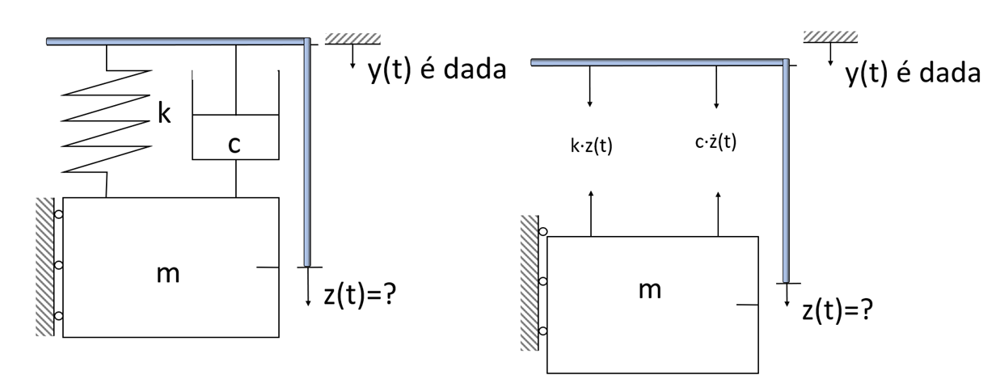 y(t) é dada
k
c
m
z(t)=?
y(t) é dada
k·z(t)
c·ż(t)
m
z(t)=?